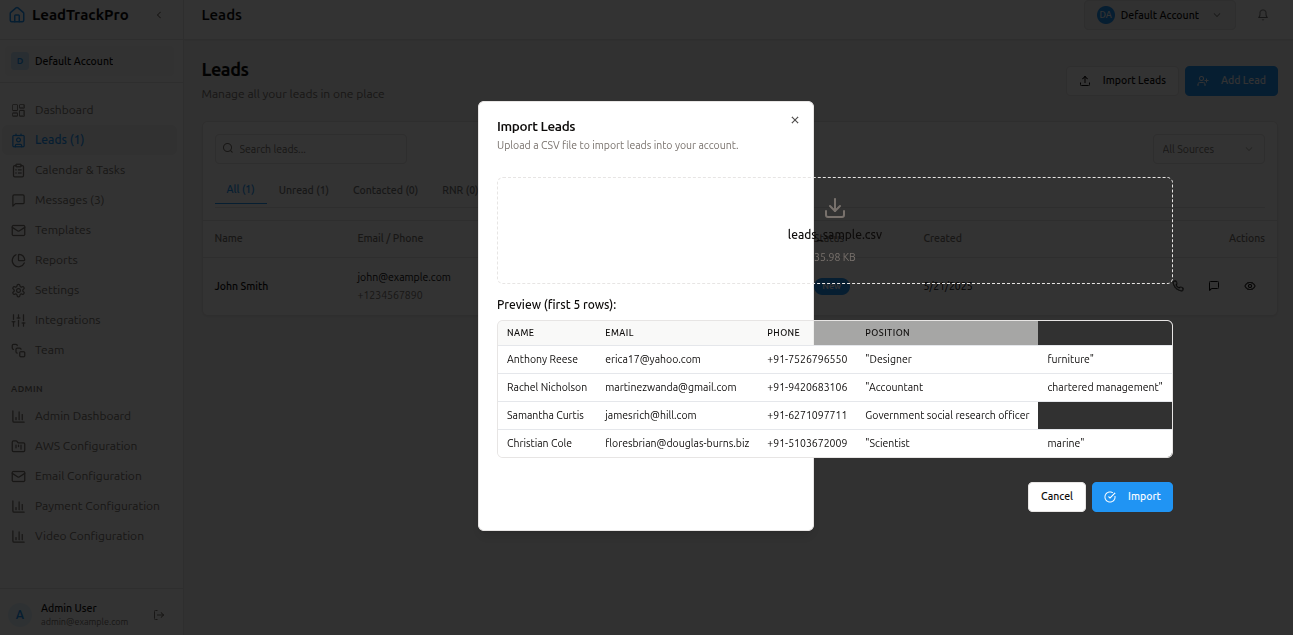 LeadTrackPro
Leads
DA Default Account
D Default Account
Dashboard
Leads (1)
Calendar & Tasks
Messages (3)
Templates
Reports
Settings
Integrations
Team
ADMIN
Admin Dashboard
AWS Configuration
Email Configuration
Payment Configuration
Video Configuration
A Admin User
admin@example.com
Leads
Manage all your leads in one place
Import Leads
Add Lead
Search leads...
All Sources
All (1) Unread (1) Contacted (0) RNR (0)
Name Email / Phone Created Actions
John Smith john@example.com 5/21/2023
+1234567890
Import Leads
Upload a CSV file to import leads into your account.
leads_sample.csv
35.98 KB
Preview (first 5 rows):
NAME EMAIL PHONE POSITION
Anthony Reese erica17@yahoo.com +91-7526796550 "Designer furniture"
Rachel Nicholson martinezwanda@gmail.com +91-9420683106 "Accountant chartered management"
Samantha Curtis jamesrich@hill.com +91-6271097711 Government social research officer
Christian Cole floresbrian@douglas-burns.biz +91-5103672009 "Scientist marine"
Cancel
Import